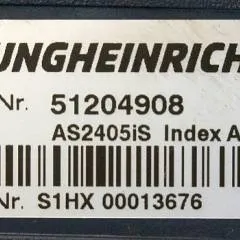 UNGHEINRICH
Nr. 51204908
AS2405iS Index A
Nr. S1HX 00013676